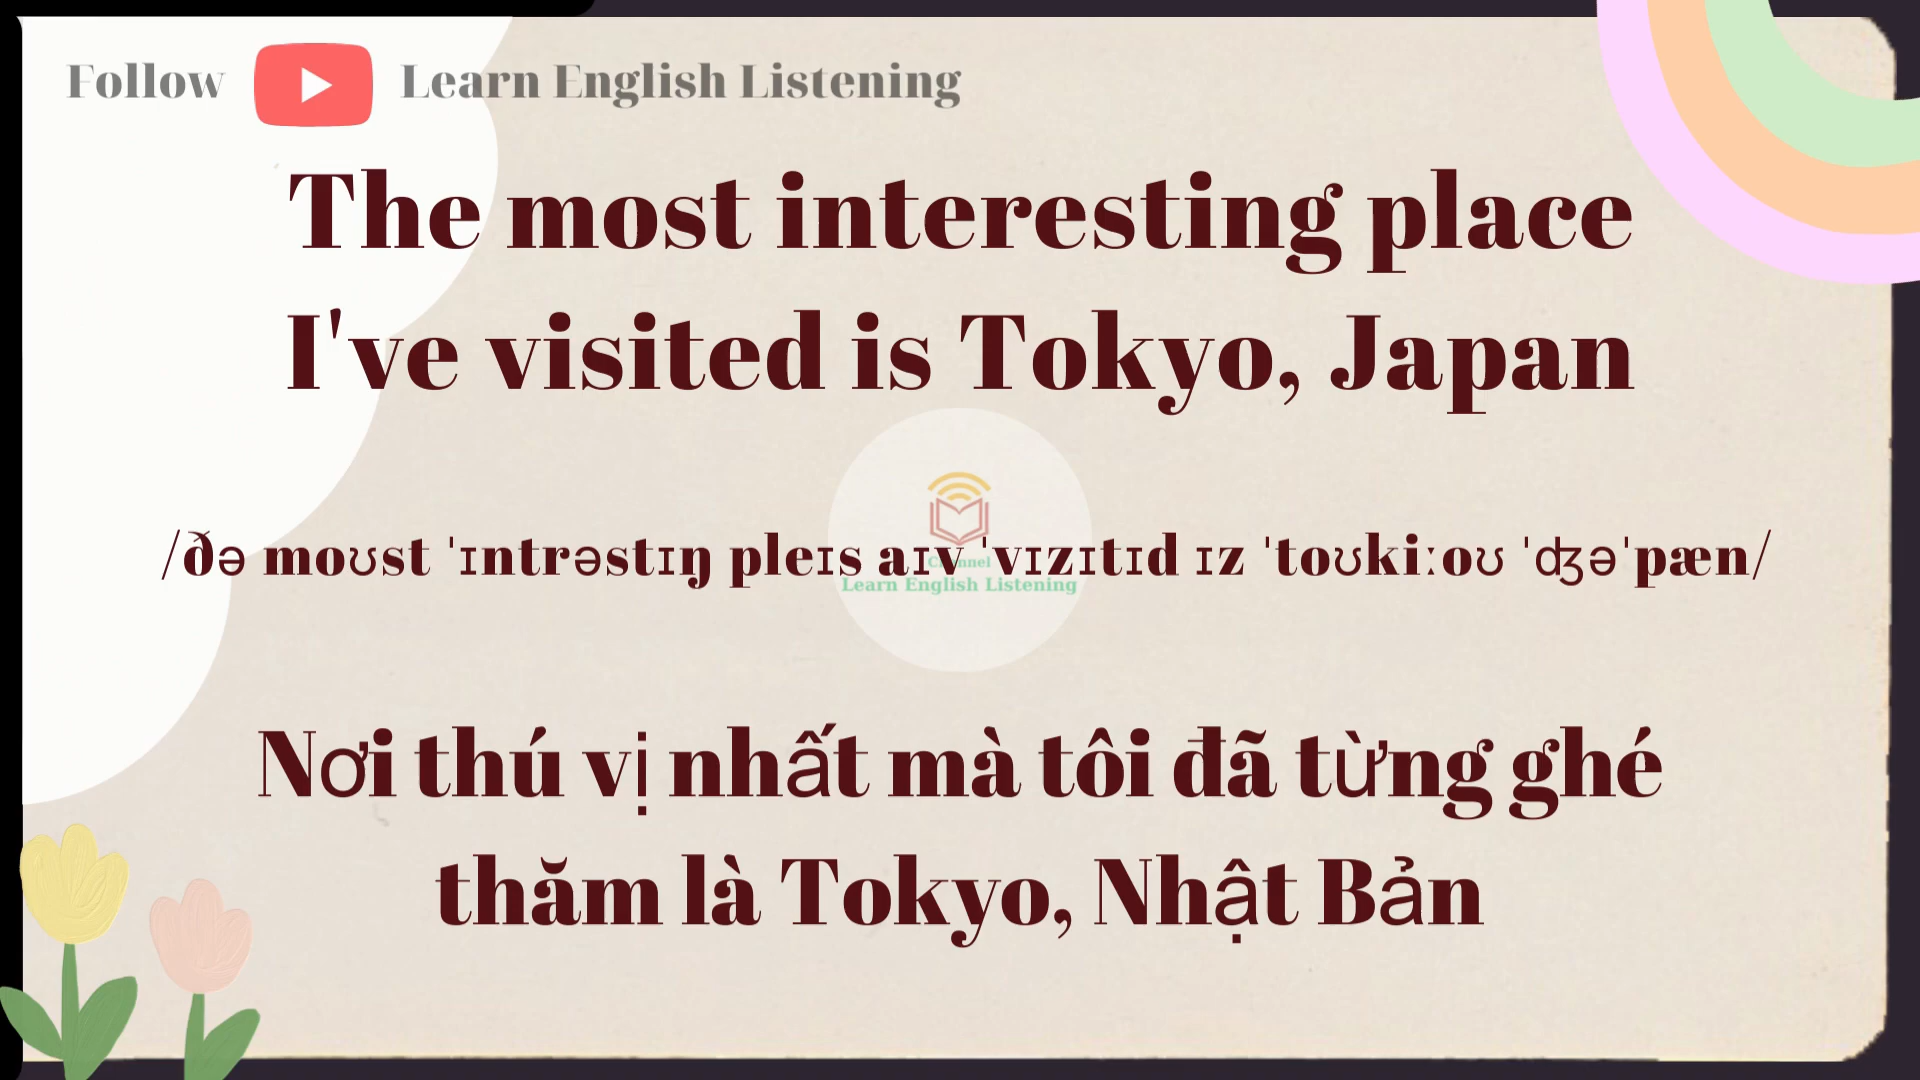 Follow Learn English Listening
The most interesting place
I've visited is Tokyo, Japan
/ðə moʊst ˈɪntrəstɪŋ pleɪs aɪv ˈvɪzɪtɪd ɪz ˈtoʊkiːoʊ ˈʤəˈpæn/
Channel
Learn English Listening
Nơi thú vị nhất mà tôi đã từng ghé
thăm là Tokyo, Nhật Bản